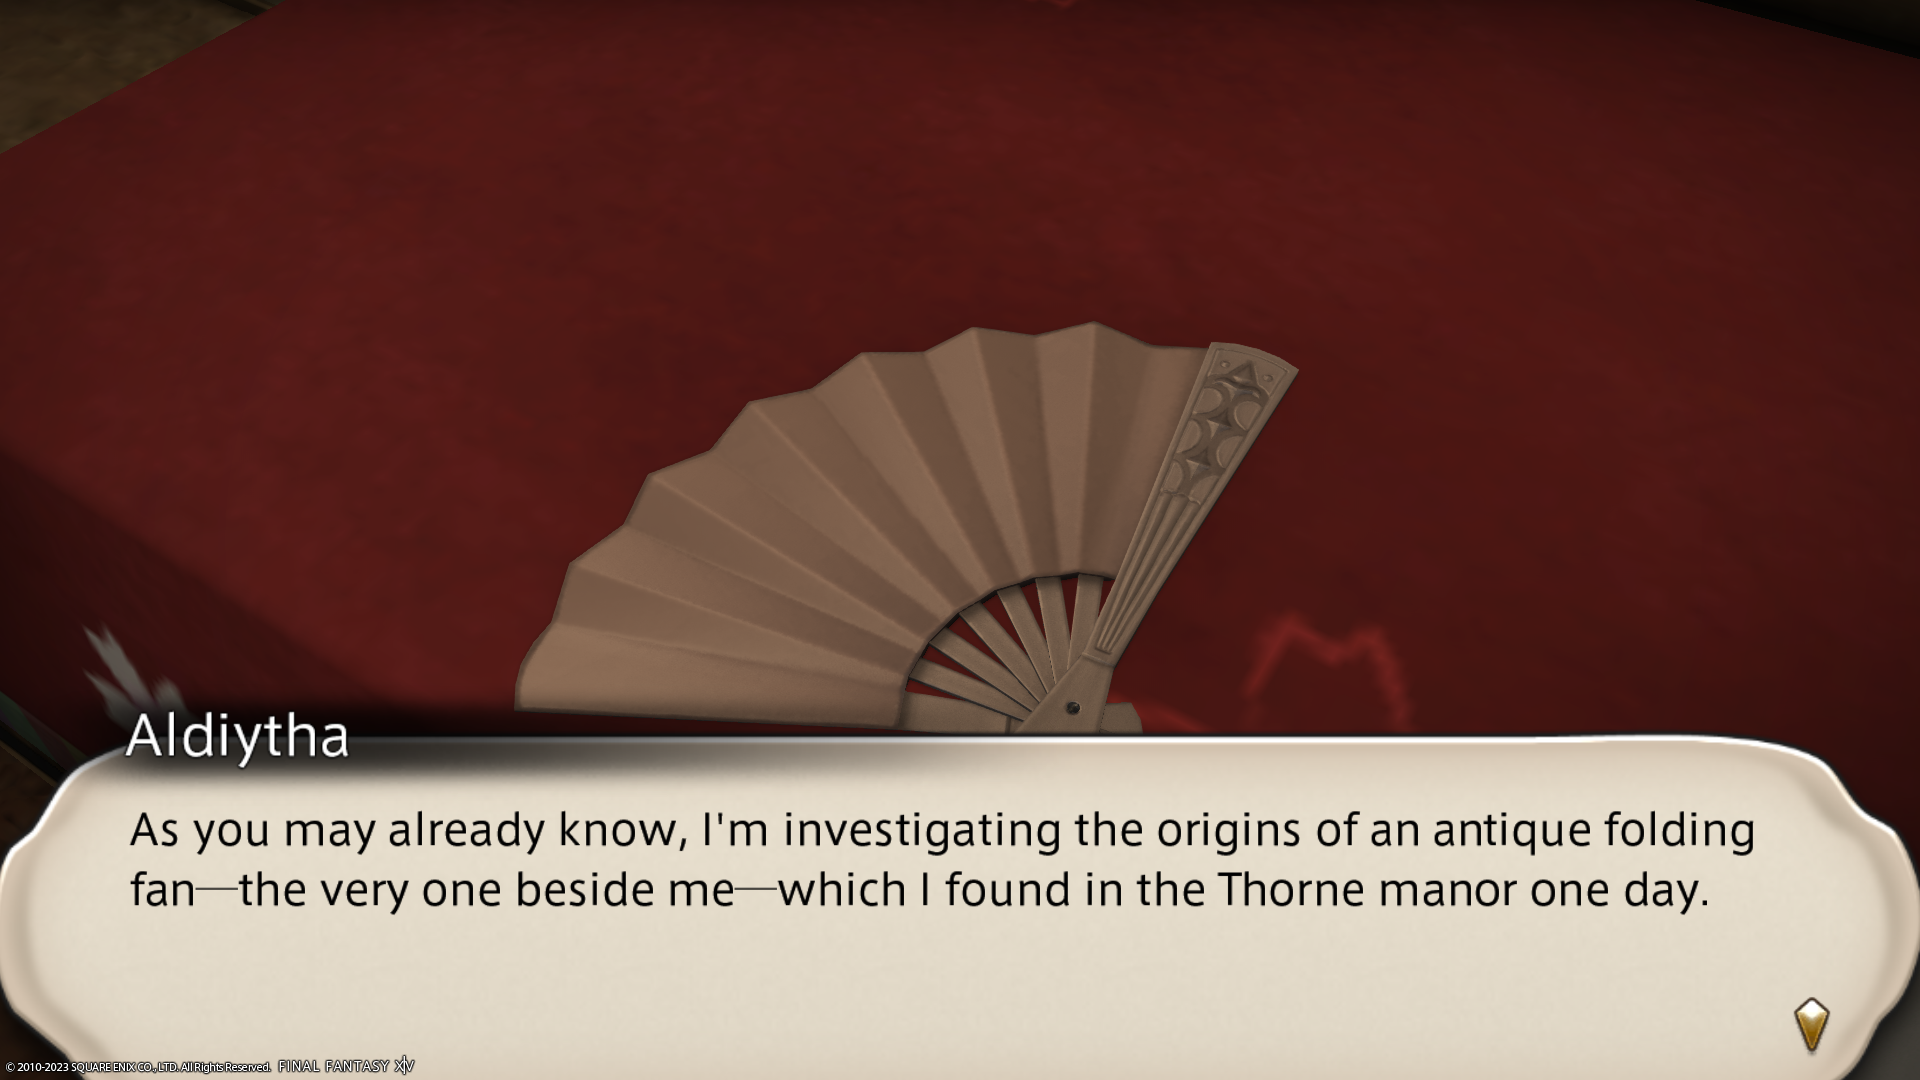 Aldiytha
As you may already know, I'm investigating the origins of an antique folding
fan—the very one beside me—which I found in the Thorne manor one day.
© 2010-2023 SQUARE ENIX CO., LTD. All Rights Reserved. FINAL FANTASY XIV